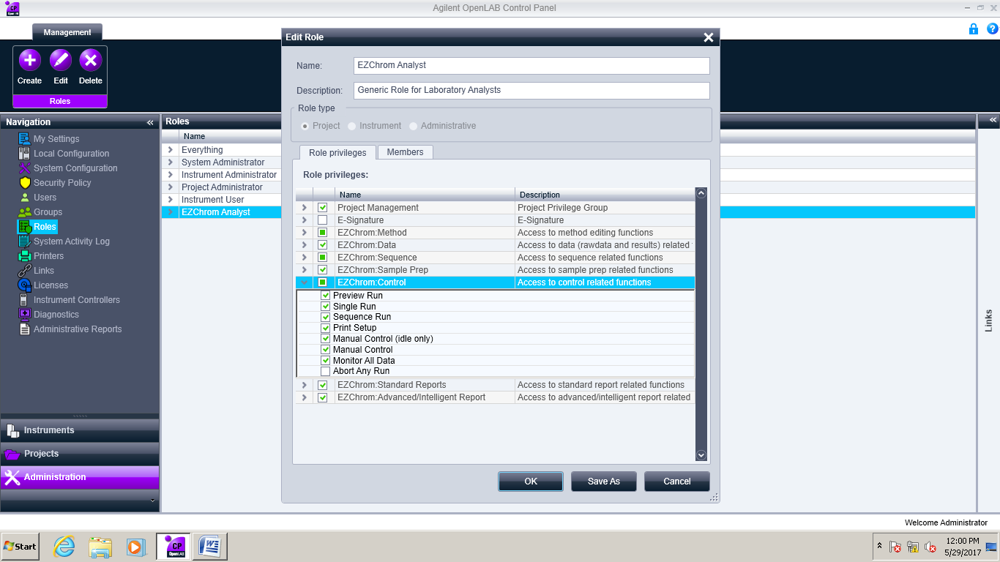 Agilent OpenLAB Control Panel
Management
Create Edit Delete
Roles
Navigation
My Settings
Local Configuration
System Configuration
Security Policy
Users
Groups
Roles
System Activity Log
Printers
Links
Licenses
Instrument Controllers
Diagnostics
Administrative Reports
Instruments
Projects
Administration
Roles
Name
Everything
System Administrator
Instrument Administrator
Project Administrator
Instrument User
EZChrom Analyst
Edit Role
Name: EZChrom Analyst
Description: Generic Role for Laboratory Analysts
Role type
Project Instrument Administrative
Role privileges Members
Role privileges:
Name Description
Project Management Project Privilege Group
E-Signature E-Signature
EZChrom:Method Access to method editing functions
EZChrom:Data Access to data (rawdata and results) related
EZChrom:Sequence Access to sequence related functions
EZChrom:Sample Prep Access to sample prep related functions
EZChrom:Control Access to control related functions
Preview Run
Single Run
Sequence Run
Print Setup
Manual Control (idle only)
Manual Control
Monitor All Data
Abort Any Run
EZChrom:Standard Reports Access to standard report related functions
EZChrom:Advanced/Intelligent Report Access to advanced/intelligent report related
OK Save As Cancel
Links
Welcome Administrator
Start
CP
OpenLAB
12:00 PM
5/29/2017